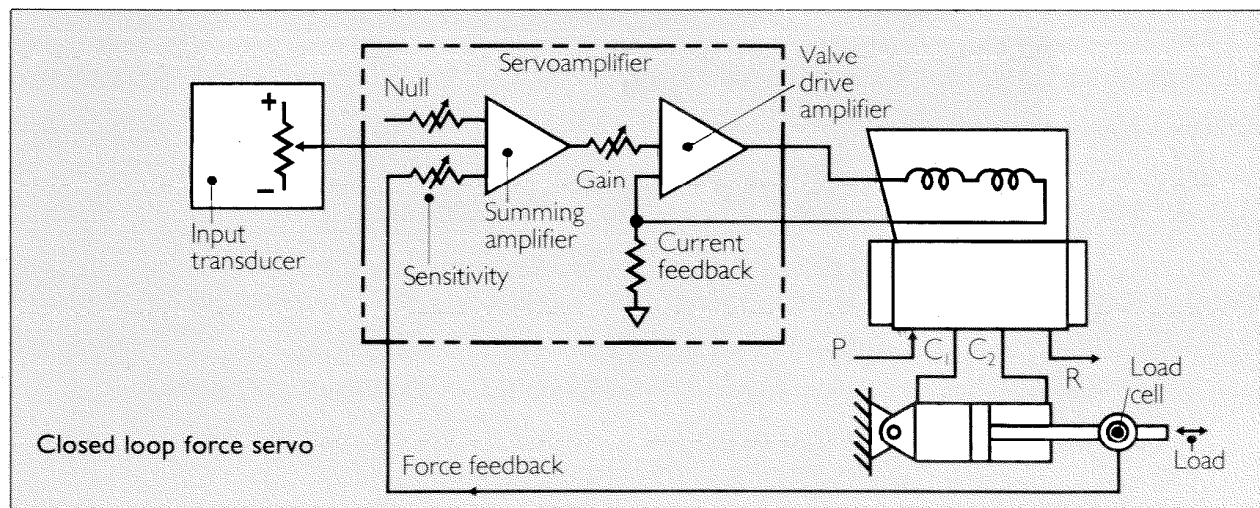 Servoamplifier
Valve
drive
amplifier
Null
+
−
Gain
Input
transducer
Summing
amplifier
Sensitivity
Current
feedback
P
C₁
C₂
R
Load
cell
Load
Closed loop force servo
Force feedback